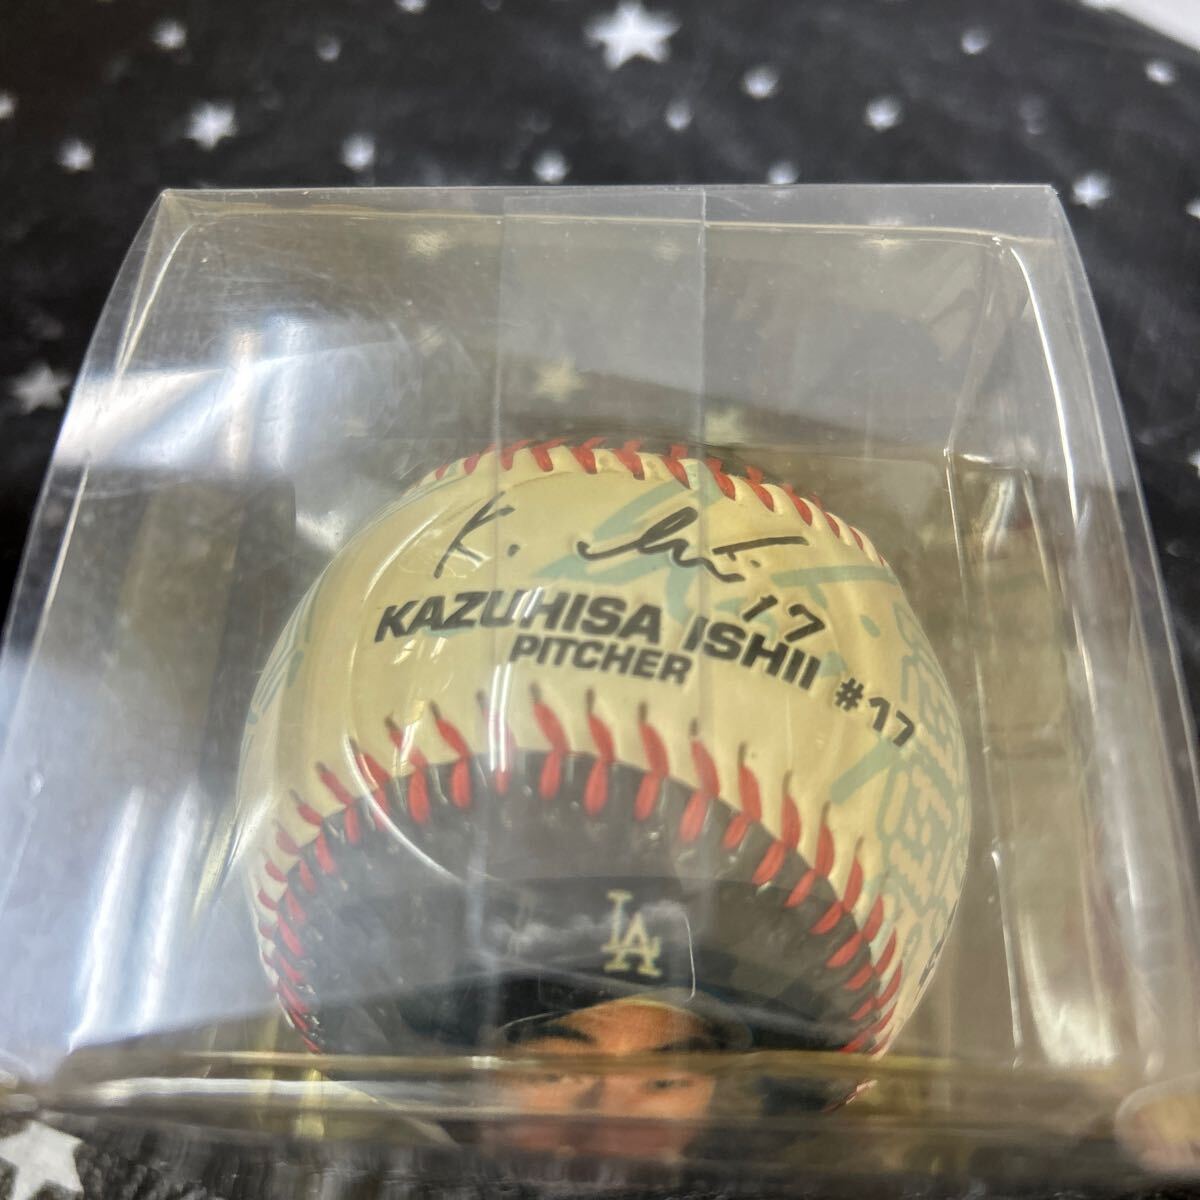 K. Ishii 17
KAZUHISA ISHII #17
PITCHER
LA